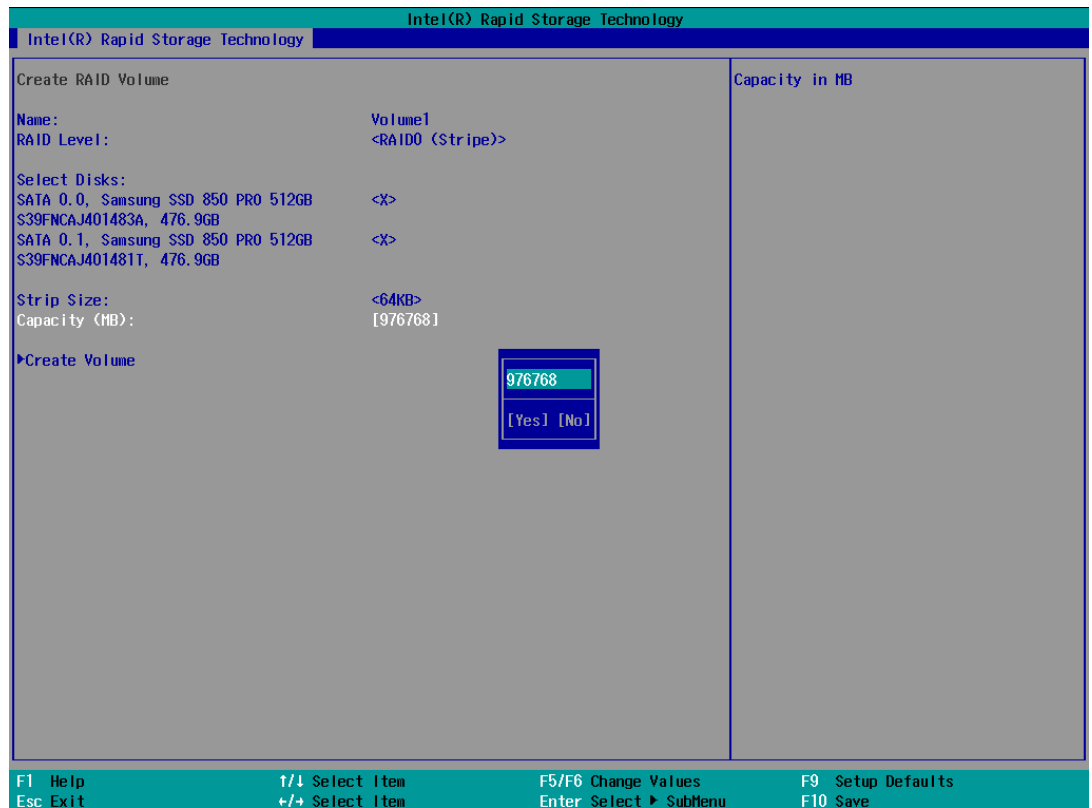 Intel(R) Rapid Storage Technology
Intel(R) Rapid Storage Technology
Create RAID Volume
Capacity in MB
Name: Volume1
RAID Level: <RAID0 (Stripe)>
Select Disks:
SATA 0.0, Samsung SSD 850 PRO 512GB <X>
S39FNCAJ401483A, 476.9GB
SATA 0.1, Samsung SSD 850 PRO 512GB <X>
S39FNCAJ401481T, 476.9GB
Strip Size: <64KB>
Capacity (MB): [976768]
▶Create Volume
976768
[Yes] [No]
F1 Help ↑/↓ Select Item F5/F6 Change Values F9 Setup Defaults
Esc Exit ←/→ Select Item Enter Select ▶ SubMenu F10 Save